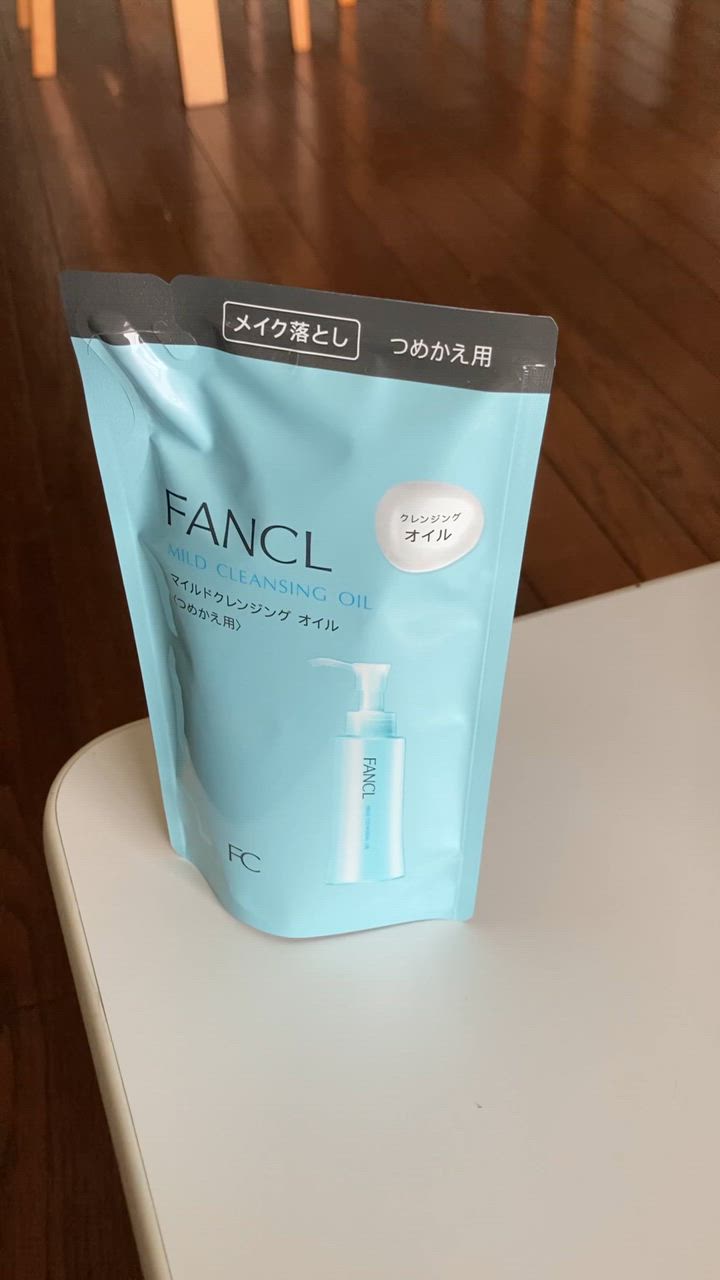 メイク落とし
つめかえ用
FANCL
クレンジング
オイル
MILD CLEANSING OIL
マイルドクレンジング オイル
〈つめかえ用〉
FANCL
FC